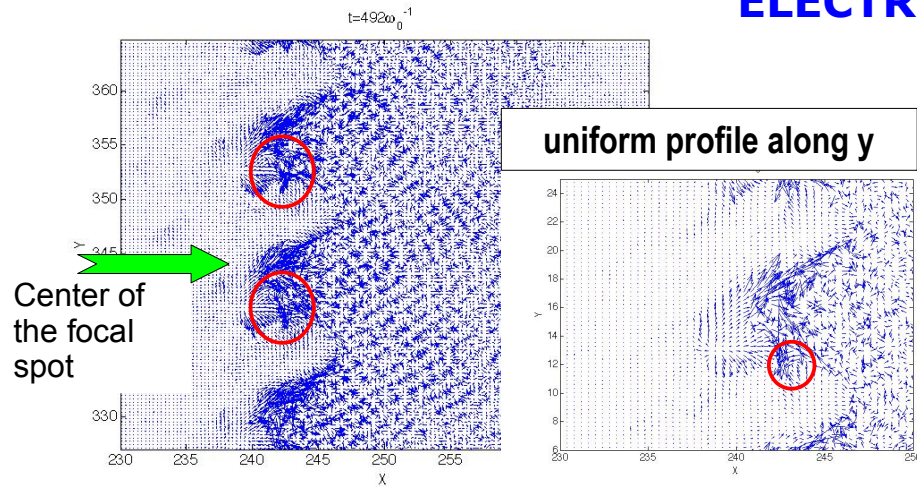 ELECTR
t=492ω₀⁻¹
360
355
350
345
330
Y
230
235
240
245
250
255
X
Center of
the focal
spot
uniform profile along y
24
22
20
18
16
14
12
10
8
6
Y
230
235
240
245
250
X